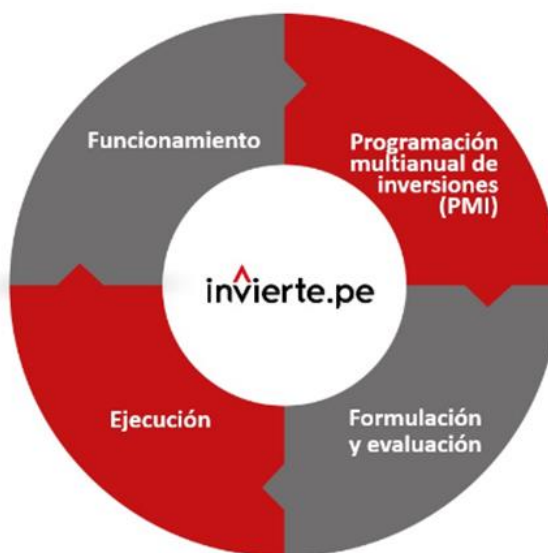 Funcionamiento
Programación
multianual de
inversiones
(PMI)
invierte.pe
Ejecución
Formulación
y evaluación